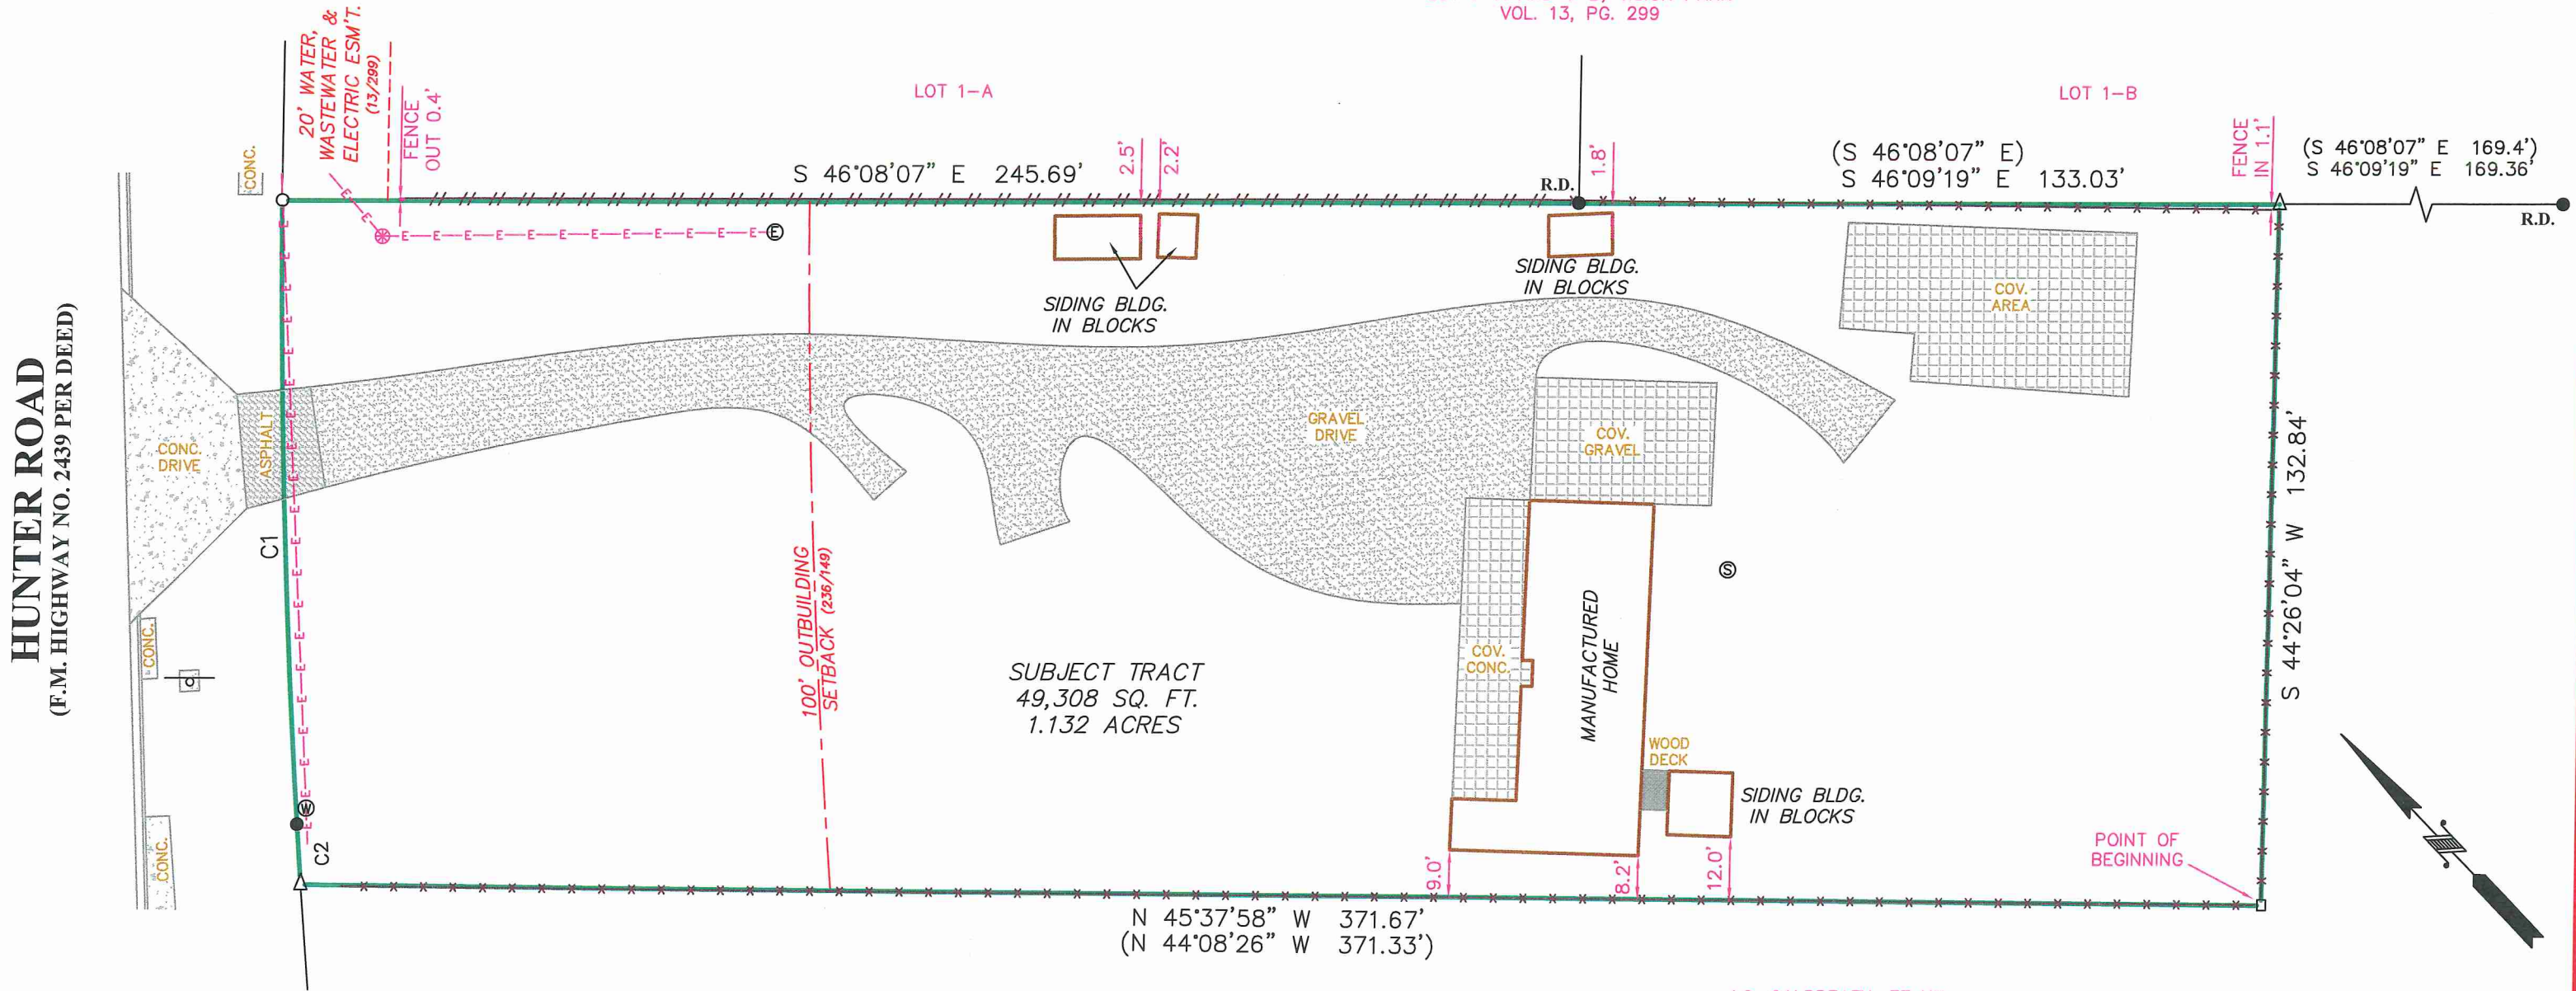 VOL. 13, PG. 299
20' WATER,
WASTEWATER &
ELECTRIC ESM'T.
(13/299)
FENCE
OUT 0.4'
LOT 1-A
LOT 1-B
CONC.
S 46°08'07" E 245.69'
2.5'
2.2'
R.D.
1.8'
(S 46°08'07" E)
S 46°09'19" E 133.03'
FENCE
IN 1.1'
(S 46°08'07" E 169.4')
S 46°09'19" E 169.36'
R.D.
E E E E E E E E E E E E E
E
SIDING BLDG.
IN BLOCKS
SIDING BLDG.
IN BLOCKS
COV.
AREA
HUNTER ROAD
(F.M. HIGHWAY NO. 2439 PER DEED)
CONC.
DRIVE
ASPHALT
GRAVEL
DRIVE
COV.
GRAVEL
S 44°26'04" W 132.84'
C1
100' OUTBUILDING
SETBACK (236/149)
S
CONC.
SUBJECT TRACT
49,308 SQ. FT.
1.132 ACRES
COV.
CONC.
MANUFACTURED
HOME
WOOD
DECK
SIDING BLDG.
IN BLOCKS
W
C2
CONC.
9.0'
8.2'
12.0'
POINT OF
BEGINNING
N 45°37'58" W 371.67'
(N 44°08'26" W 371.33')